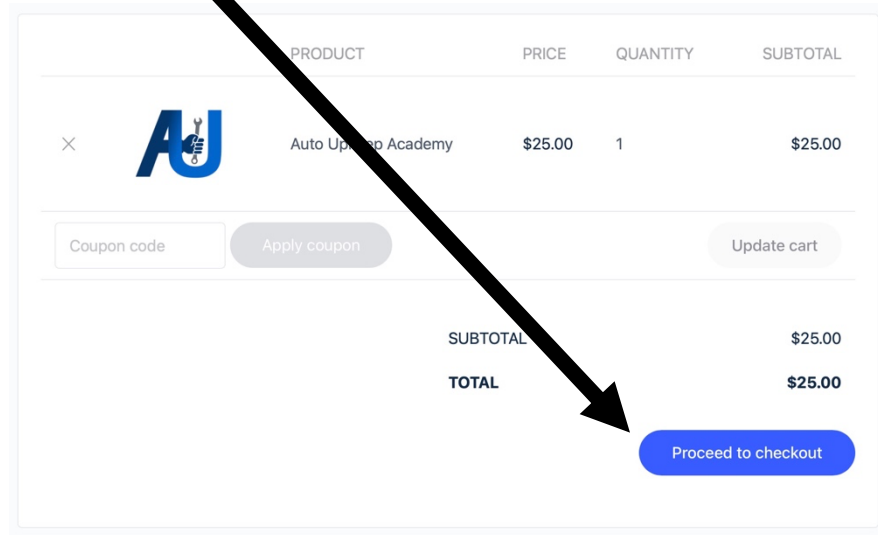 PRODUCT PRICE QUANTITY SUBTOTAL
AU
Auto Academy $25.00 1 $25.00
Coupon code Apply coupon Update cart
SUBTOTAL $25.00
TOTAL $25.00
Proceed to checkout